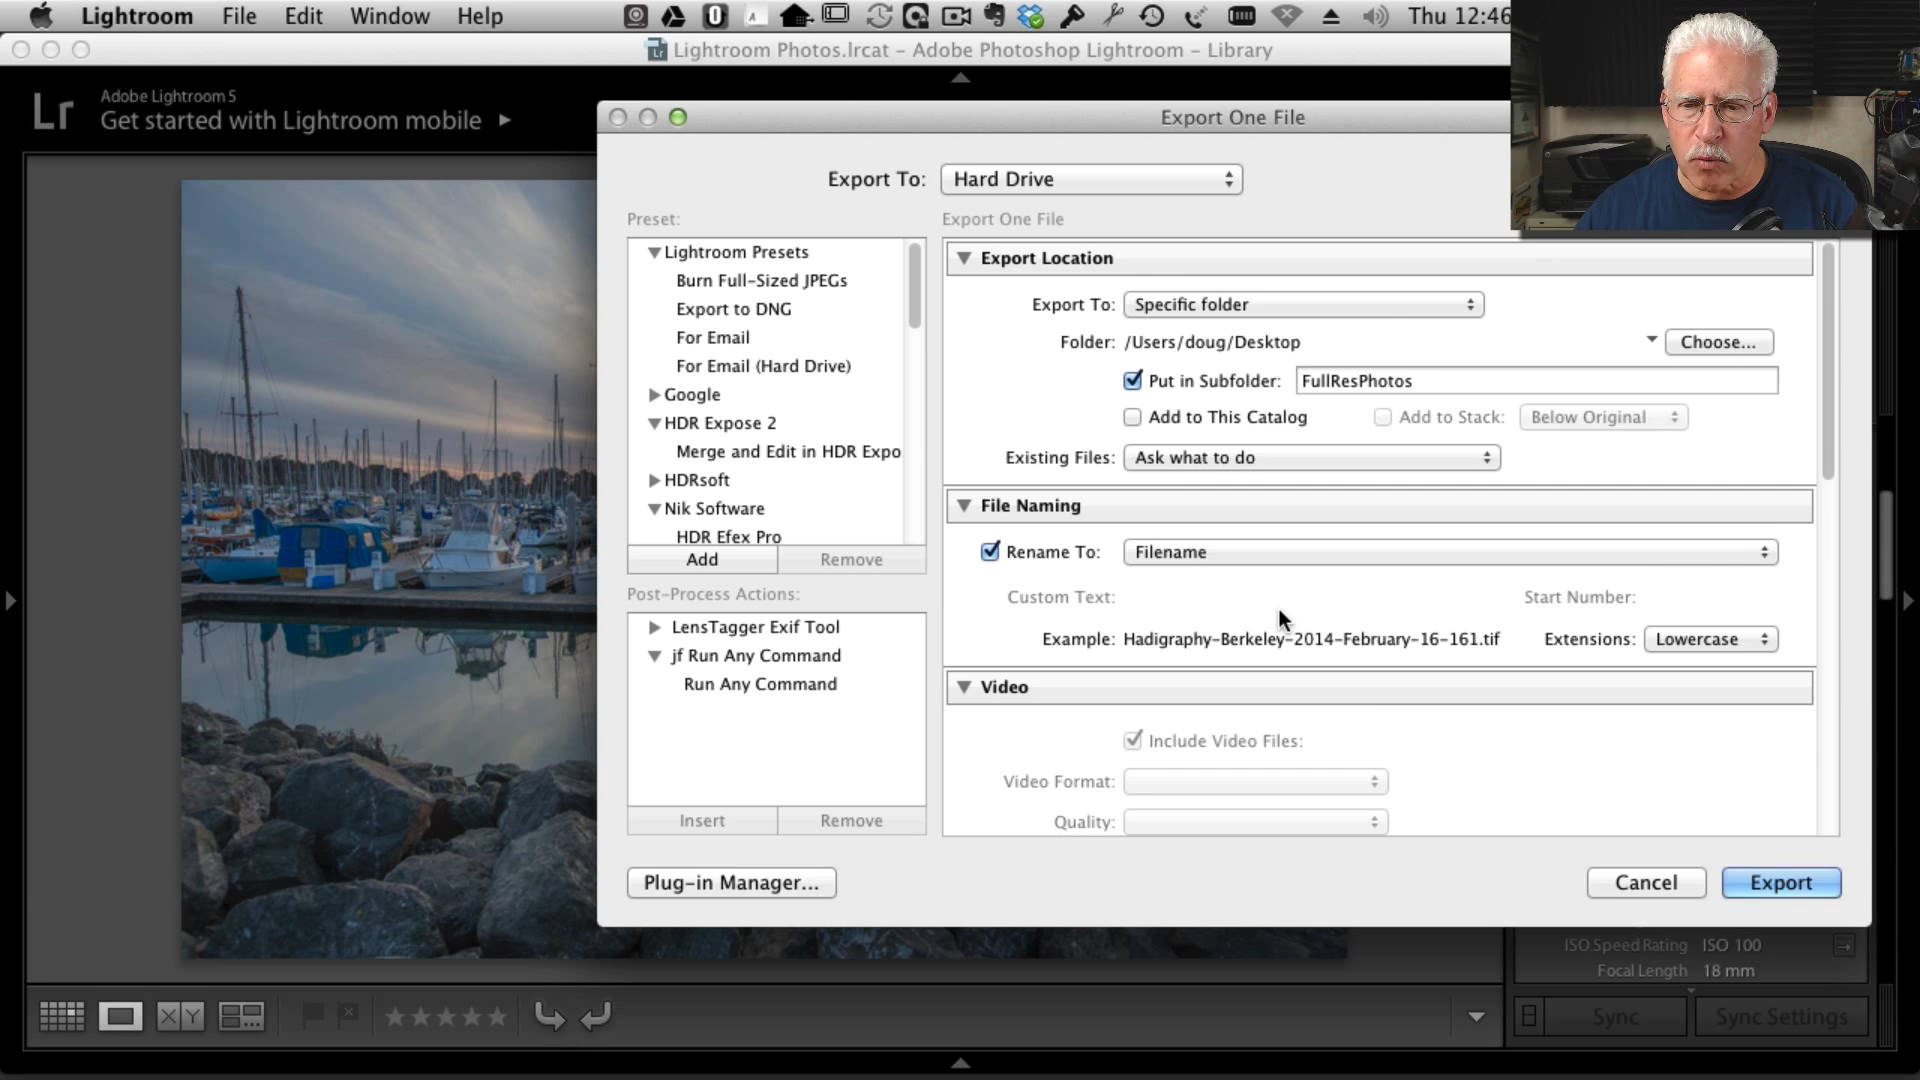 Lightroom File Edit Window Help Thu 12:46
Lightroom Photos.lrcat – Adobe Photoshop Lightroom – Library
Lr
Adobe Lightroom 5
Get started with Lightroom mobile
Export One File
Export To: Hard Drive
Preset:
Lightroom Presets
Burn Full-Sized JPEGs
Export to DNG
For Email
For Email (Hard Drive)
Google
HDR Expose 2
Merge and Edit in HDR Expo
HDRsoft
Nik Software
HDR Efex Pro
Add Remove
Post-Process Actions:
LensTagger Exif Tool
jf Run Any Command
Run Any Command
Insert Remove
Export One File
Export Location
Export To: Specific folder
Folder: /Users/doug/Desktop Choose...
Put in Subfolder: FullResPhotos
Add to This Catalog Add to Stack: Below Original
Existing Files: Ask what to do
File Naming
Rename To: Filename
Custom Text: Start Number:
Example: Hadigraphy-Berkeley-2014-February-16-161.tif Extensions: Lowercase
Video
Include Video Files:
Video Format:
Quality:
Plug-in Manager... Cancel Export
ISO Speed Rating ISO 100
Focal Length 18 mm
XY Sync Sync Settings